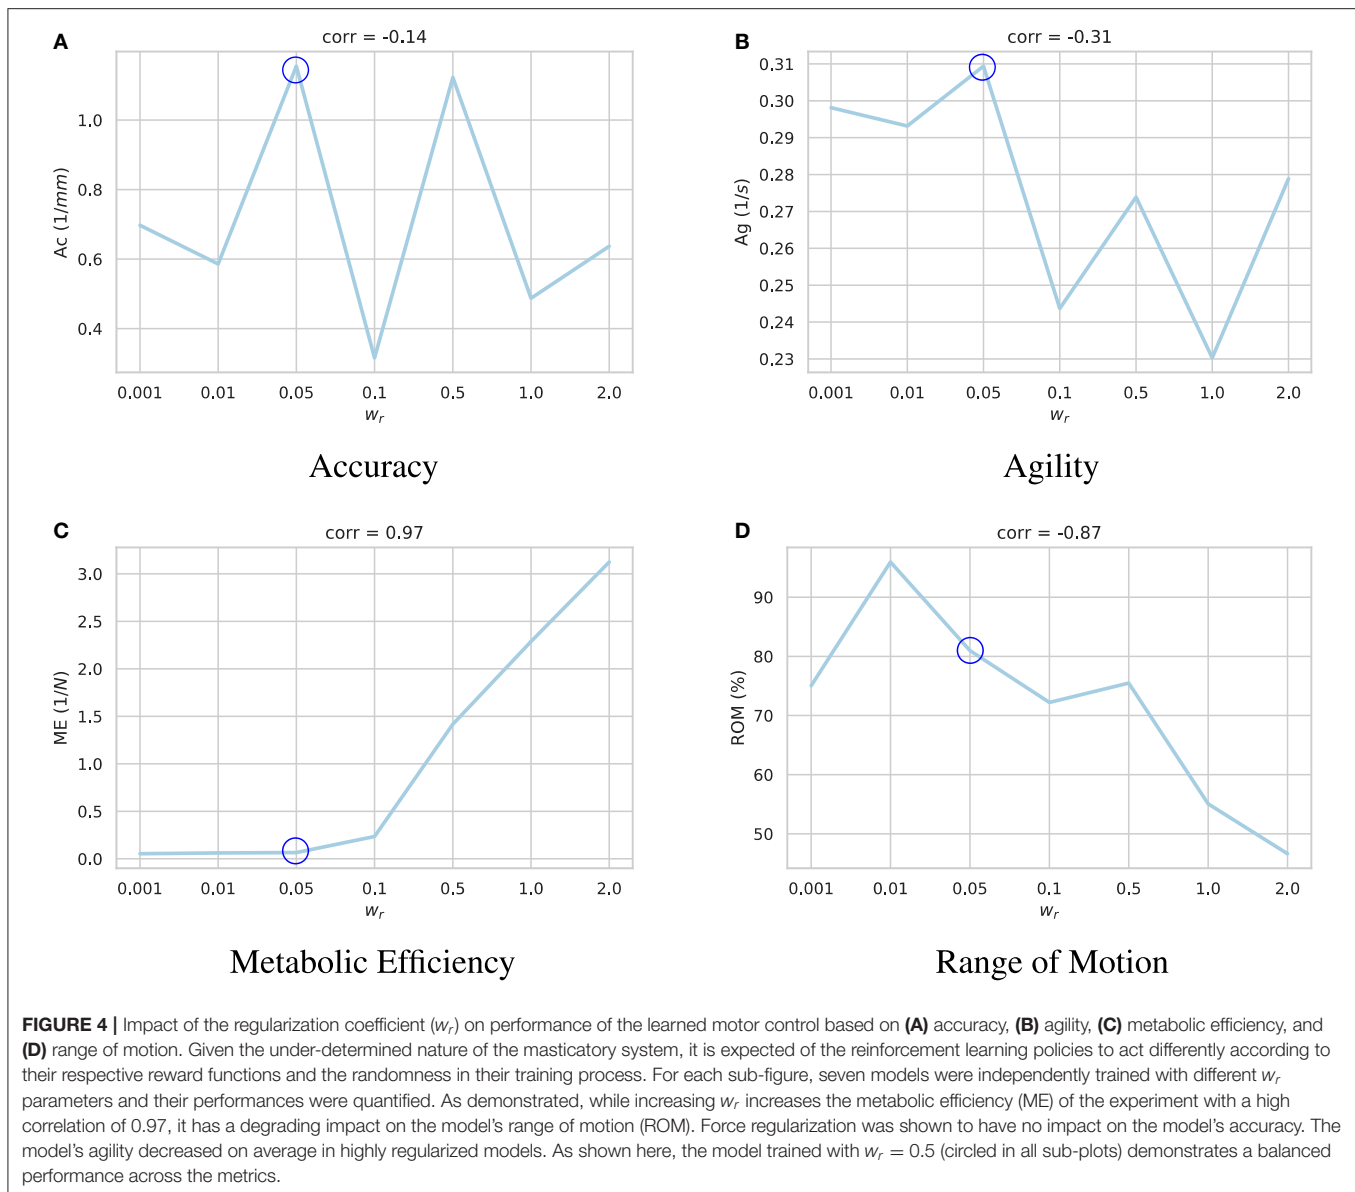 A
corr = -0.14
1.0
0.8
0.6
0.4
Ac (1/mm)
0.001 0.01 0.05 0.1 0.5 1.0 2.0
w_r
Accuracy
B
corr = -0.31
0.31
0.30
0.29
0.28
0.27
0.26
0.25
0.24
0.23
Ag (1/s)
0.001 0.01 0.05 0.1 0.5 1.0 2.0
w_r
Agility
C
corr = 0.97
3.0
2.5
2.0
1.5
1.0
0.5
0.0
ME (1/N)
0.001 0.01 0.05 0.1 0.5 1.0 2.0
w_r
Metabolic Efficiency
D
corr = -0.87
90
80
70
60
50
ROM (%)
0.001 0.01 0.05 0.1 0.5 1.0 2.0
w_r
Range of Motion
FIGURE 4 | Impact of the regularization coefficient (w_r) on performance of the learned motor control based on (A) accuracy, (B) agility, (C) metabolic efficiency, and
(D) range of motion. Given the under-determined nature of the masticatory system, it is expected of the reinforcement learning policies to act differently according to
their respective reward functions and the randomness in their training process. For each sub-figure, seven models were independently trained with different w_r
parameters and their performances were quantified. As demonstrated, while increasing w_r increases the metabolic efficiency (ME) of the experiment with a high
correlation of 0.97, it has a degrading impact on the model's range of motion (ROM). Force regularization was shown to have no impact on the model's accuracy. The
model's agility decreased on average in highly regularized models. As shown here, the model trained with w_r = 0.5 (circled in all sub-plots) demonstrates a balanced
performance across the metrics.